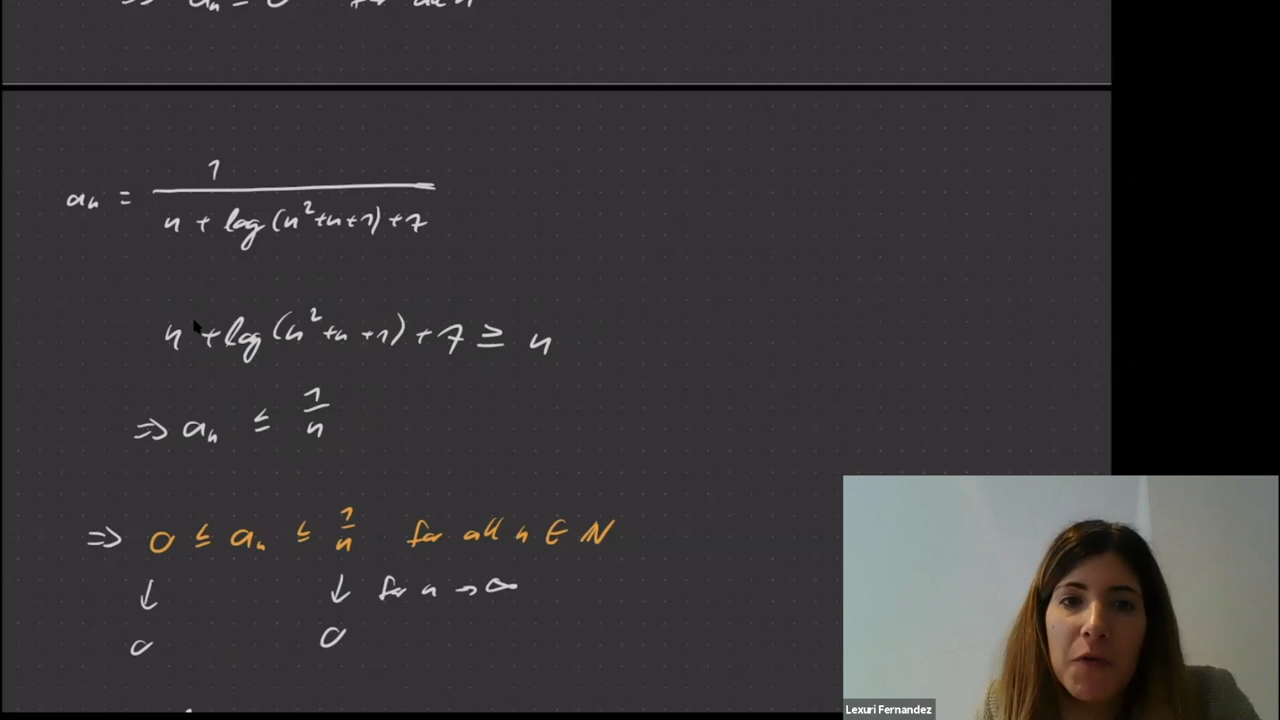 aₙ = 1 / (n + log(n²+n+1)+7)
n + log(n²+n+1)+7 ≥ n
⇒ aₙ ≤ 1/n
⇒ 0 ≤ aₙ ≤ 1/n for all n ∈ ℕ
↓ ↓ for n → ∞
0 0
Lexuri Fernandez